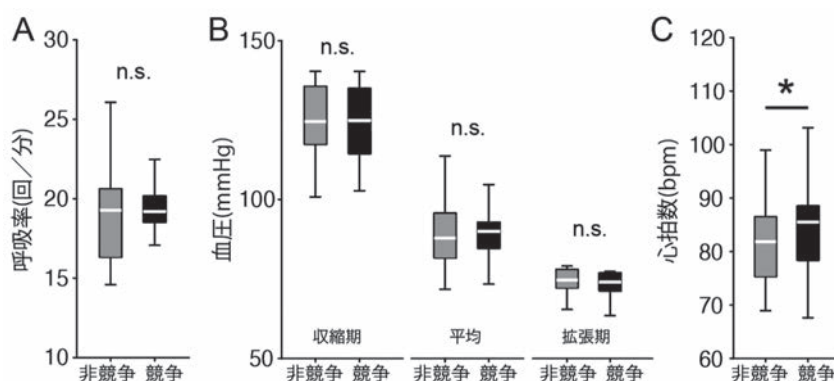 A
呼吸率(回/分)
30
25
20
15
10
n.s.
非競争 競争
B
血圧(mmHg)
150
100
50
n.s.
n.s.
n.s.
収縮期
平均
拡張期
非競争 競争
非競争 競争
非競争 競争
C
心拍数(bpm)
120
110
100
90
80
70
60
*
非競争 競争